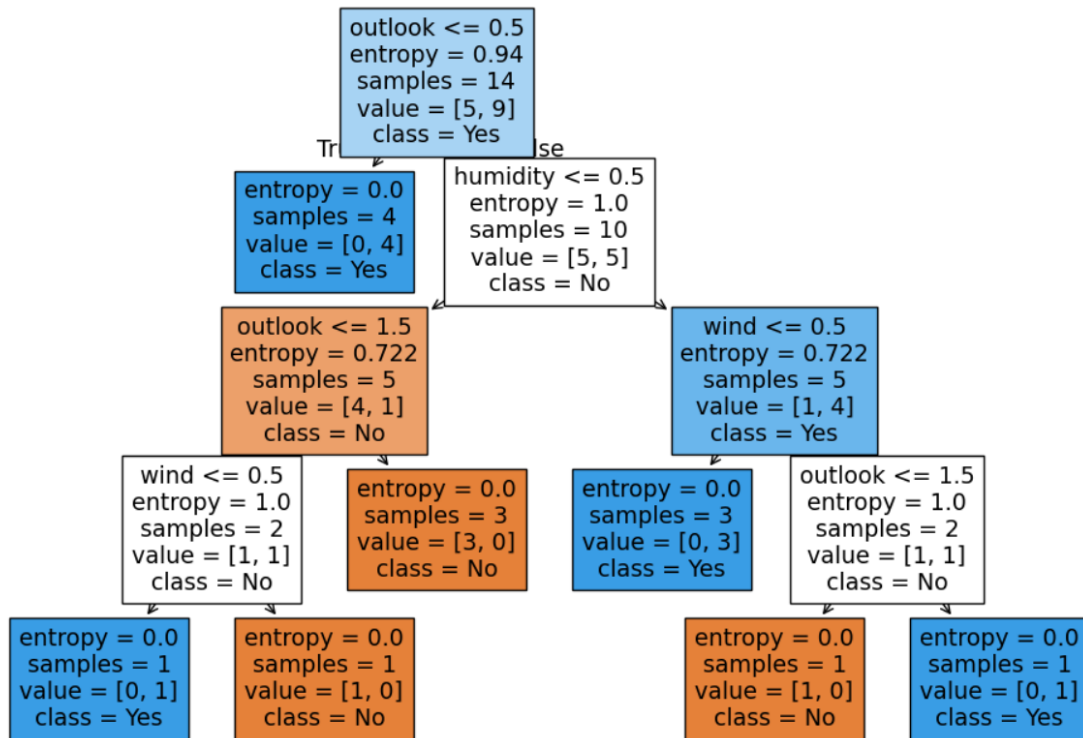 outlook <= 0.5
entropy = 0.94
samples = 14
value = [5, 9]
class = Yes
entropy = 0.0
samples = 4
value = [0, 4]
class = Yes
humidity <= 0.5
entropy = 1.0
samples = 10
value = [5, 5]
class = No
outlook <= 1.5
entropy = 0.722
samples = 5
value = [4, 1]
class = No
wind <= 0.5
entropy = 0.722
samples = 5
value = [1, 4]
class = Yes
wind <= 0.5
entropy = 1.0
samples = 2
value = [1, 1]
class = No
entropy = 0.0
samples = 3
value = [3, 0]
class = No
entropy = 0.0
samples = 3
value = [0, 3]
class = Yes
outlook <= 1.5
entropy = 1.0
samples = 2
value = [1, 1]
class = No
entropy = 0.0
samples = 1
value = [0, 1]
class = Yes
entropy = 0.0
samples = 1
value = [1, 0]
class = No
entropy = 0.0
samples = 1
value = [1, 0]
class = No
entropy = 0.0
samples = 1
value = [0, 1]
class = Yes